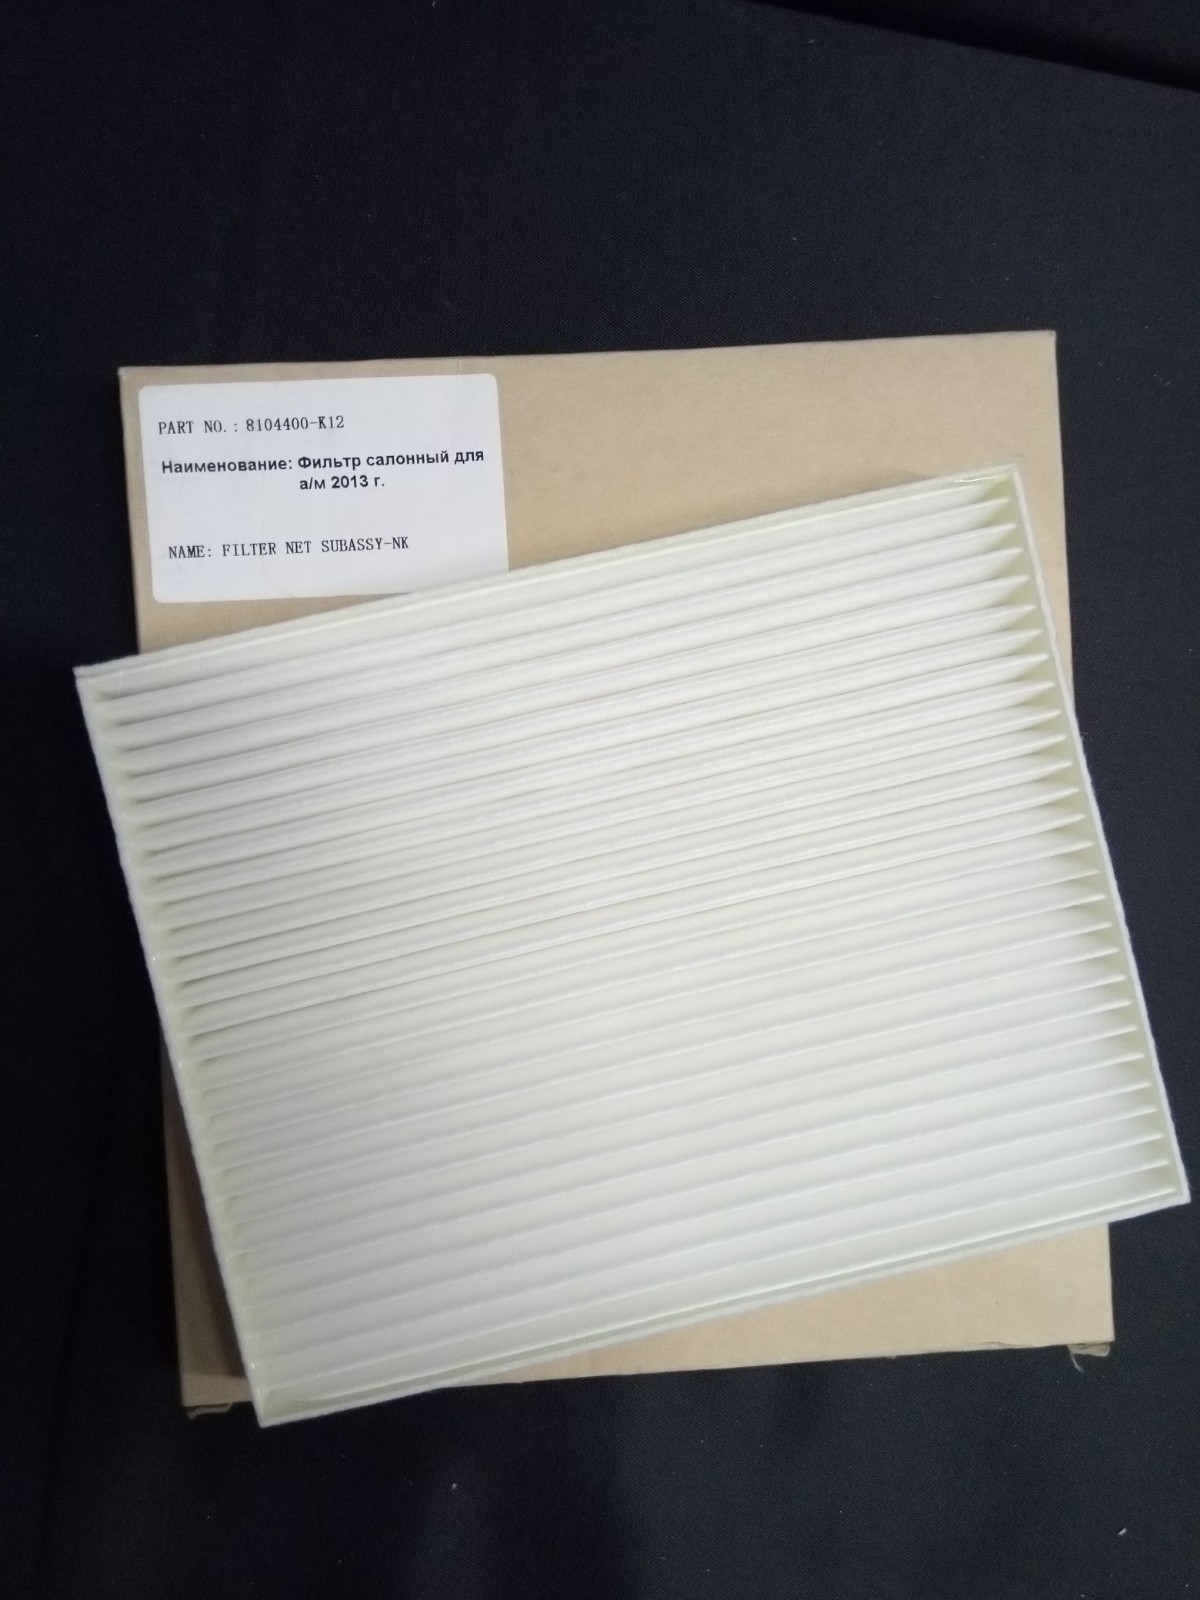 PART NO.: 8104400-K12
Наименование: Фильтр салонный для
а/м 2013 г.
NAME: FILTER NET SUBASSY-NK